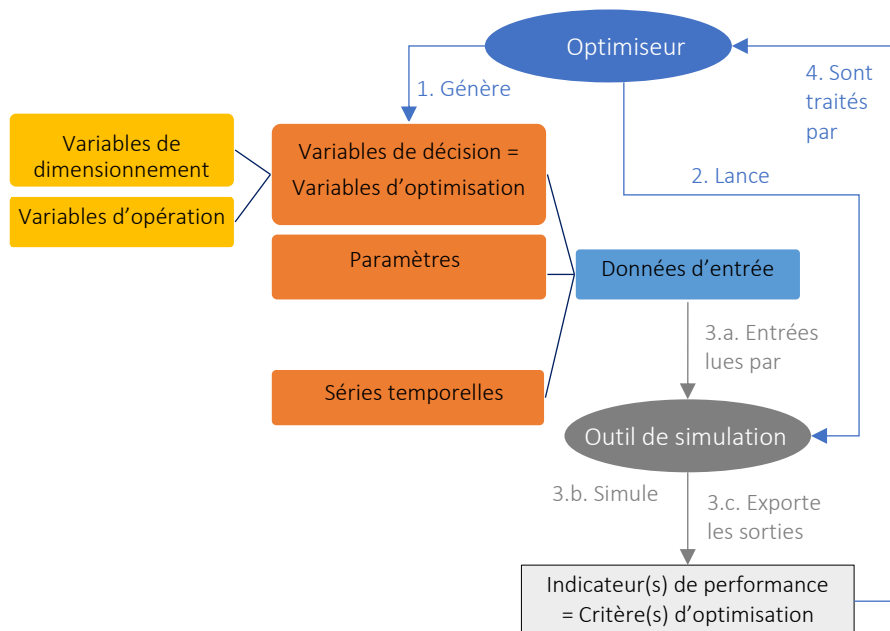 Optimiseur
1. Génère
4. Sont
traités
par
Variables de
dimensionnement
Variables d'opération
Variables de décision =
Variables d'optimisation
2. Lance
Paramètres
Données d'entrée
3.a. Entrées
lues par
Séries temporelles
Outil de simulation
3.b. Simule
3.c. Exporte
les sorties
Indicateur(s) de performance
= Critère(s) d'optimisation